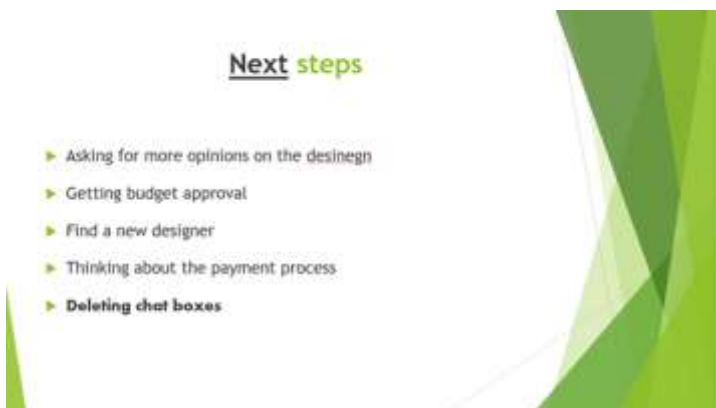 Next steps
Asking for more opinions on the desinegn
Getting budget approval
Find a new designer
Thinking about the payment process
Deleting chat boxes